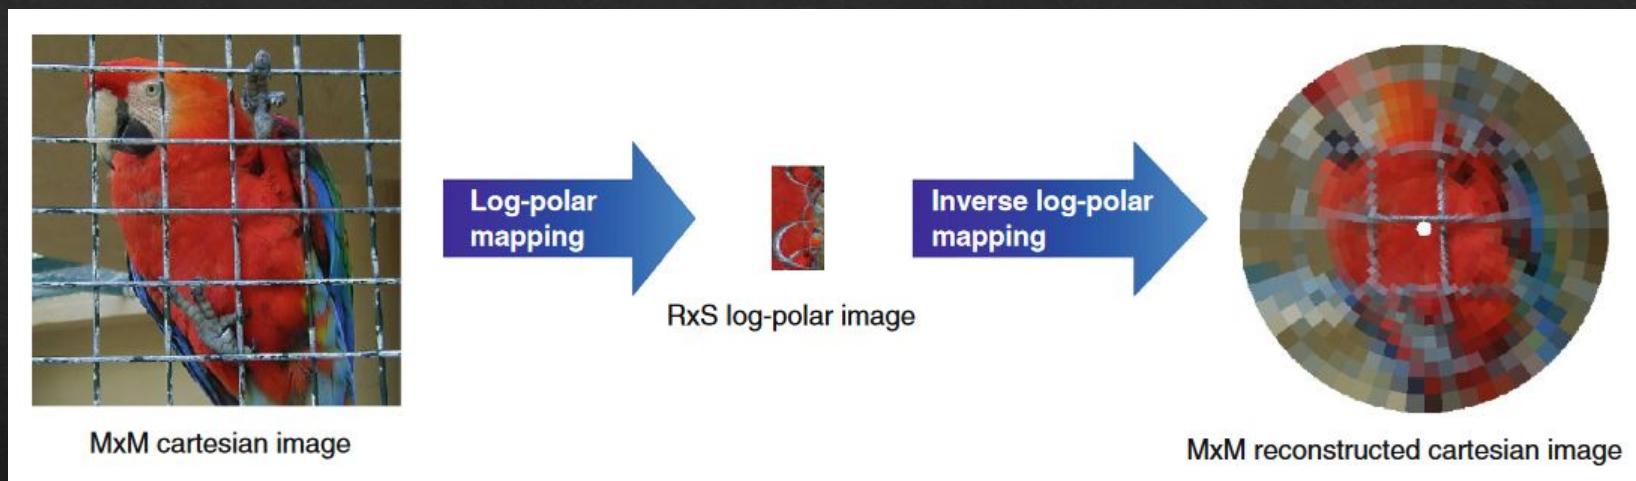 Log-polar
mapping
Inverse log-polar
mapping
RxS log-polar image
MxM cartesian image
MxM reconstructed cartesian image